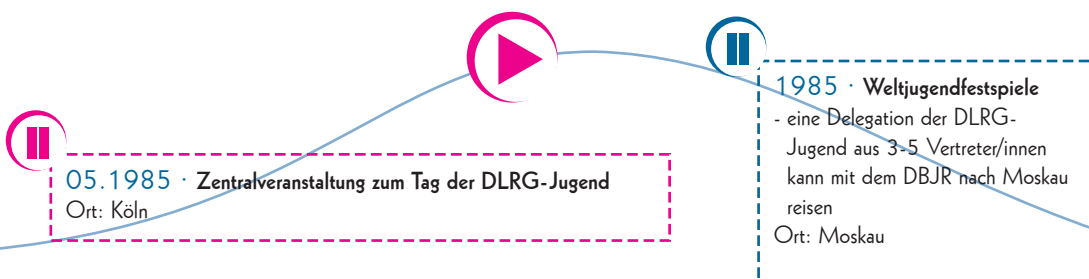 05.1985 · Zentralveranstaltung zum Tag der DLRG-Jugend
Ort: Köln
1985 · Weltjugendfestspiele
- eine Delegation der DLRG-
Jugend aus 3-5 Vertreter/innen
kann mit dem DBJR nach Moskau
reisen
Ort: Moskau